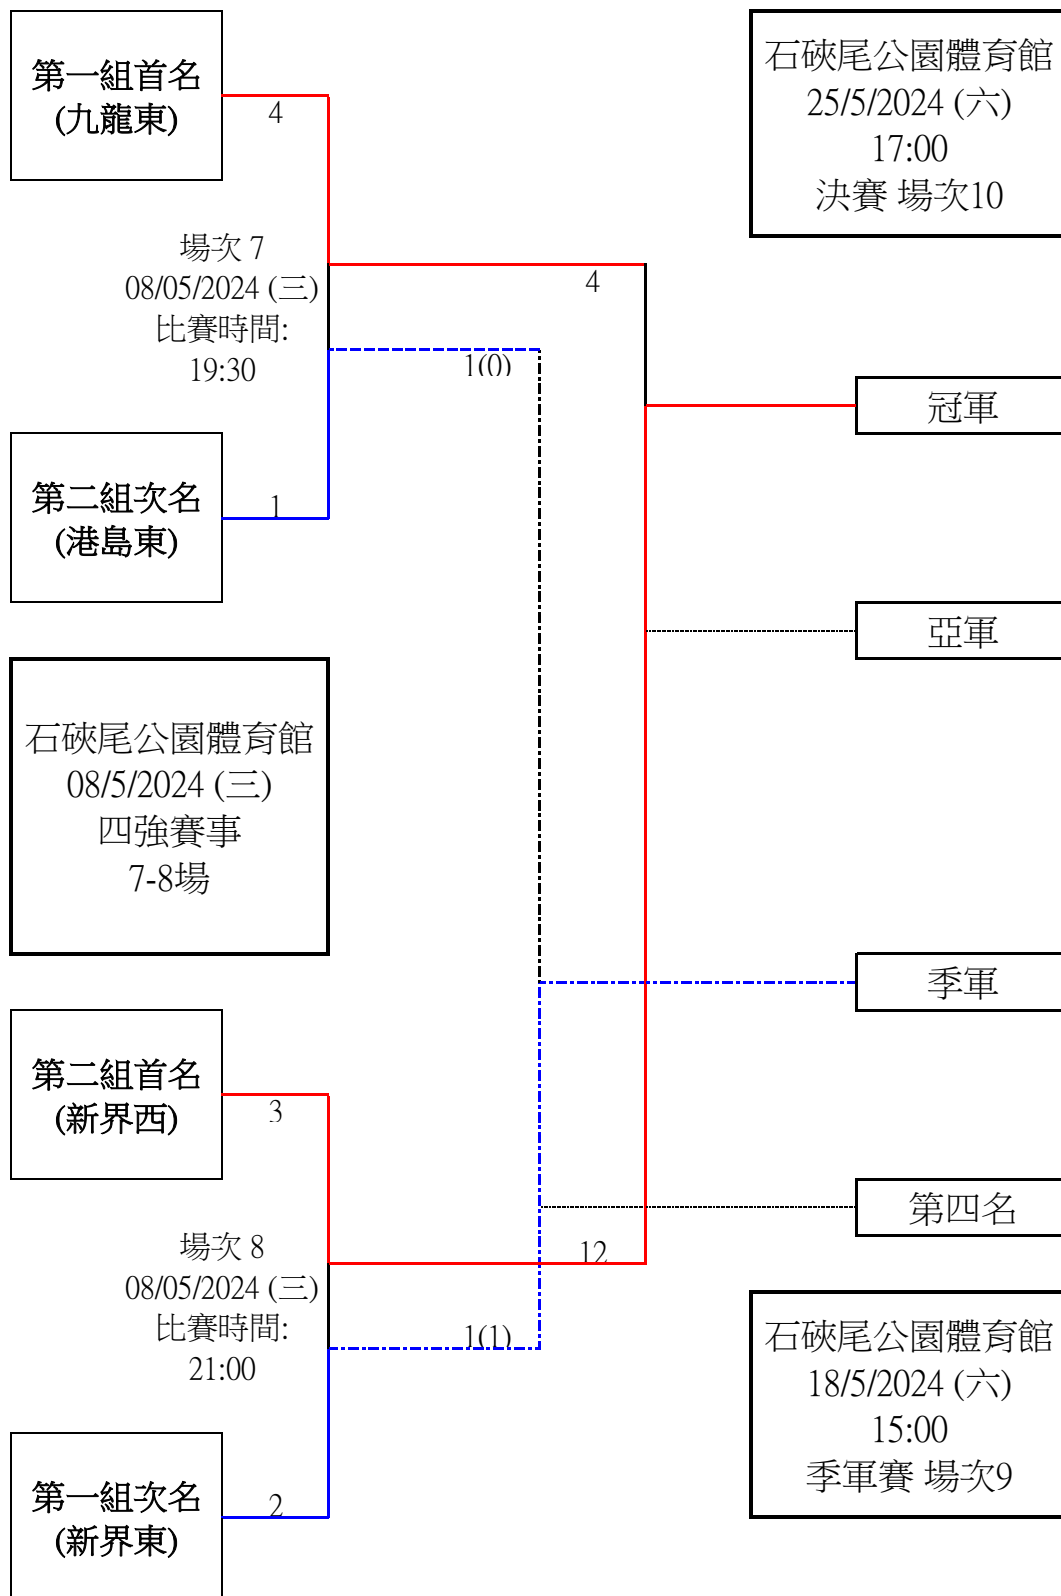 第一組首名
(九龍東)
4
石硤尾公園體育館
25/5/2024 (六)
17:00
決賽 場次10
場次 7
08/05/2024 (三)
比賽時間:
19:30
4
1(0)
冠軍
第二組次名
(港島東)
1
亞軍
石硤尾公園體育館
08/5/2024 (三)
四強賽事
7-8場
季軍
第二組首名
(新界西)
3
第四名
場次 8
08/05/2024 (三)
比賽時間:
21:00
12
1(1)
石硤尾公園體育館
18/5/2024 (六)
15:00
季軍賽 場次9
第一組次名
(新界東)
2